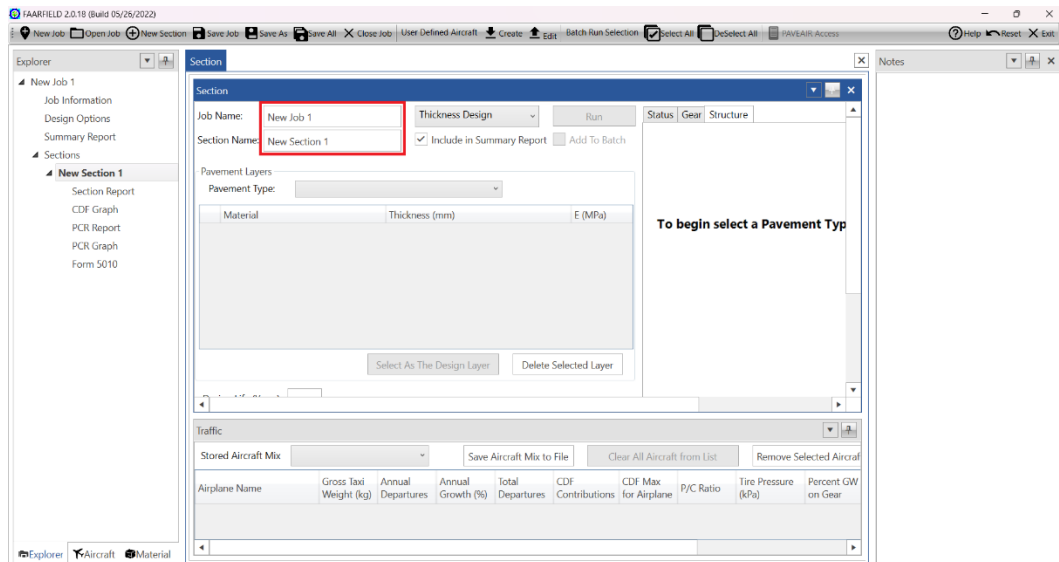 FAARFIELD 2.0.18 (Build 05/26/2022)
New Job Open Job New Section Save Job Save As Save All Close Job User Defined Aircraft Create Edit Batch Run Selection Select All DeSelect All PAVEAIR Access Help Reset Exit
Explorer
New Job 1
Job Information
Design Options
Summary Report
Sections
New Section 1
Section Report
CDF Graph
PCR Report
PCR Graph
Form 5010
Explorer Aircraft Material
Section
Section
Job Name: New Job 1 Thickness Design Run
Section Name: New Section 1 Include in Summary Report Add To Batch
Pavement Layers
Pavement Type:
Material Thickness (mm) E (MPa)
Select As The Design Layer Delete Selected Layer
Status Gear Structure
To begin select a Pavement Typ
Traffic
Stored Aircraft Mix Save Aircraft Mix to File Clear All Aircraft from List Remove Selected Aircraf
Airplane Name Gross Taxi Weight (kg) Annual Departures Annual Growth (%) Total Departures CDF Contributions CDF Max for Airplane P/C Ratio Tire Pressure (kPa) Percent GW on Gear
Notes